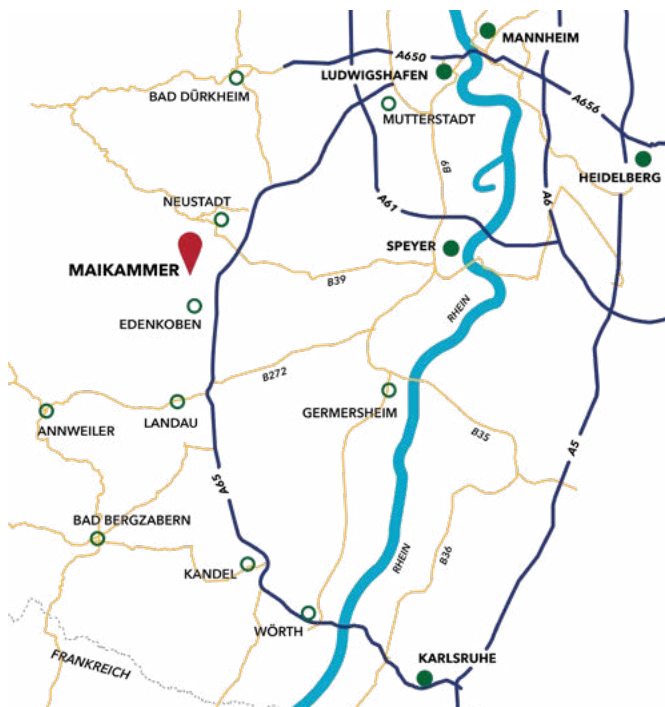 MANNHEIM
A650
LUDWIGSHAFEN
BAD DÜRKHEIM
A656
MUTTERSTADT
HEIDELBERG
B9
NEUSTADT
A61
A6
SPEYER
MAIKAMMER
B39
EDENKOBEN
RHEIN
B272
GERMERSHEIM
ANNWEILER
LANDAU
B35
A5
A65
BAD BERGZABERN
KANDEL
RHEIN
B36
WÖRTH
FRANKREICH
KARLSRUHE